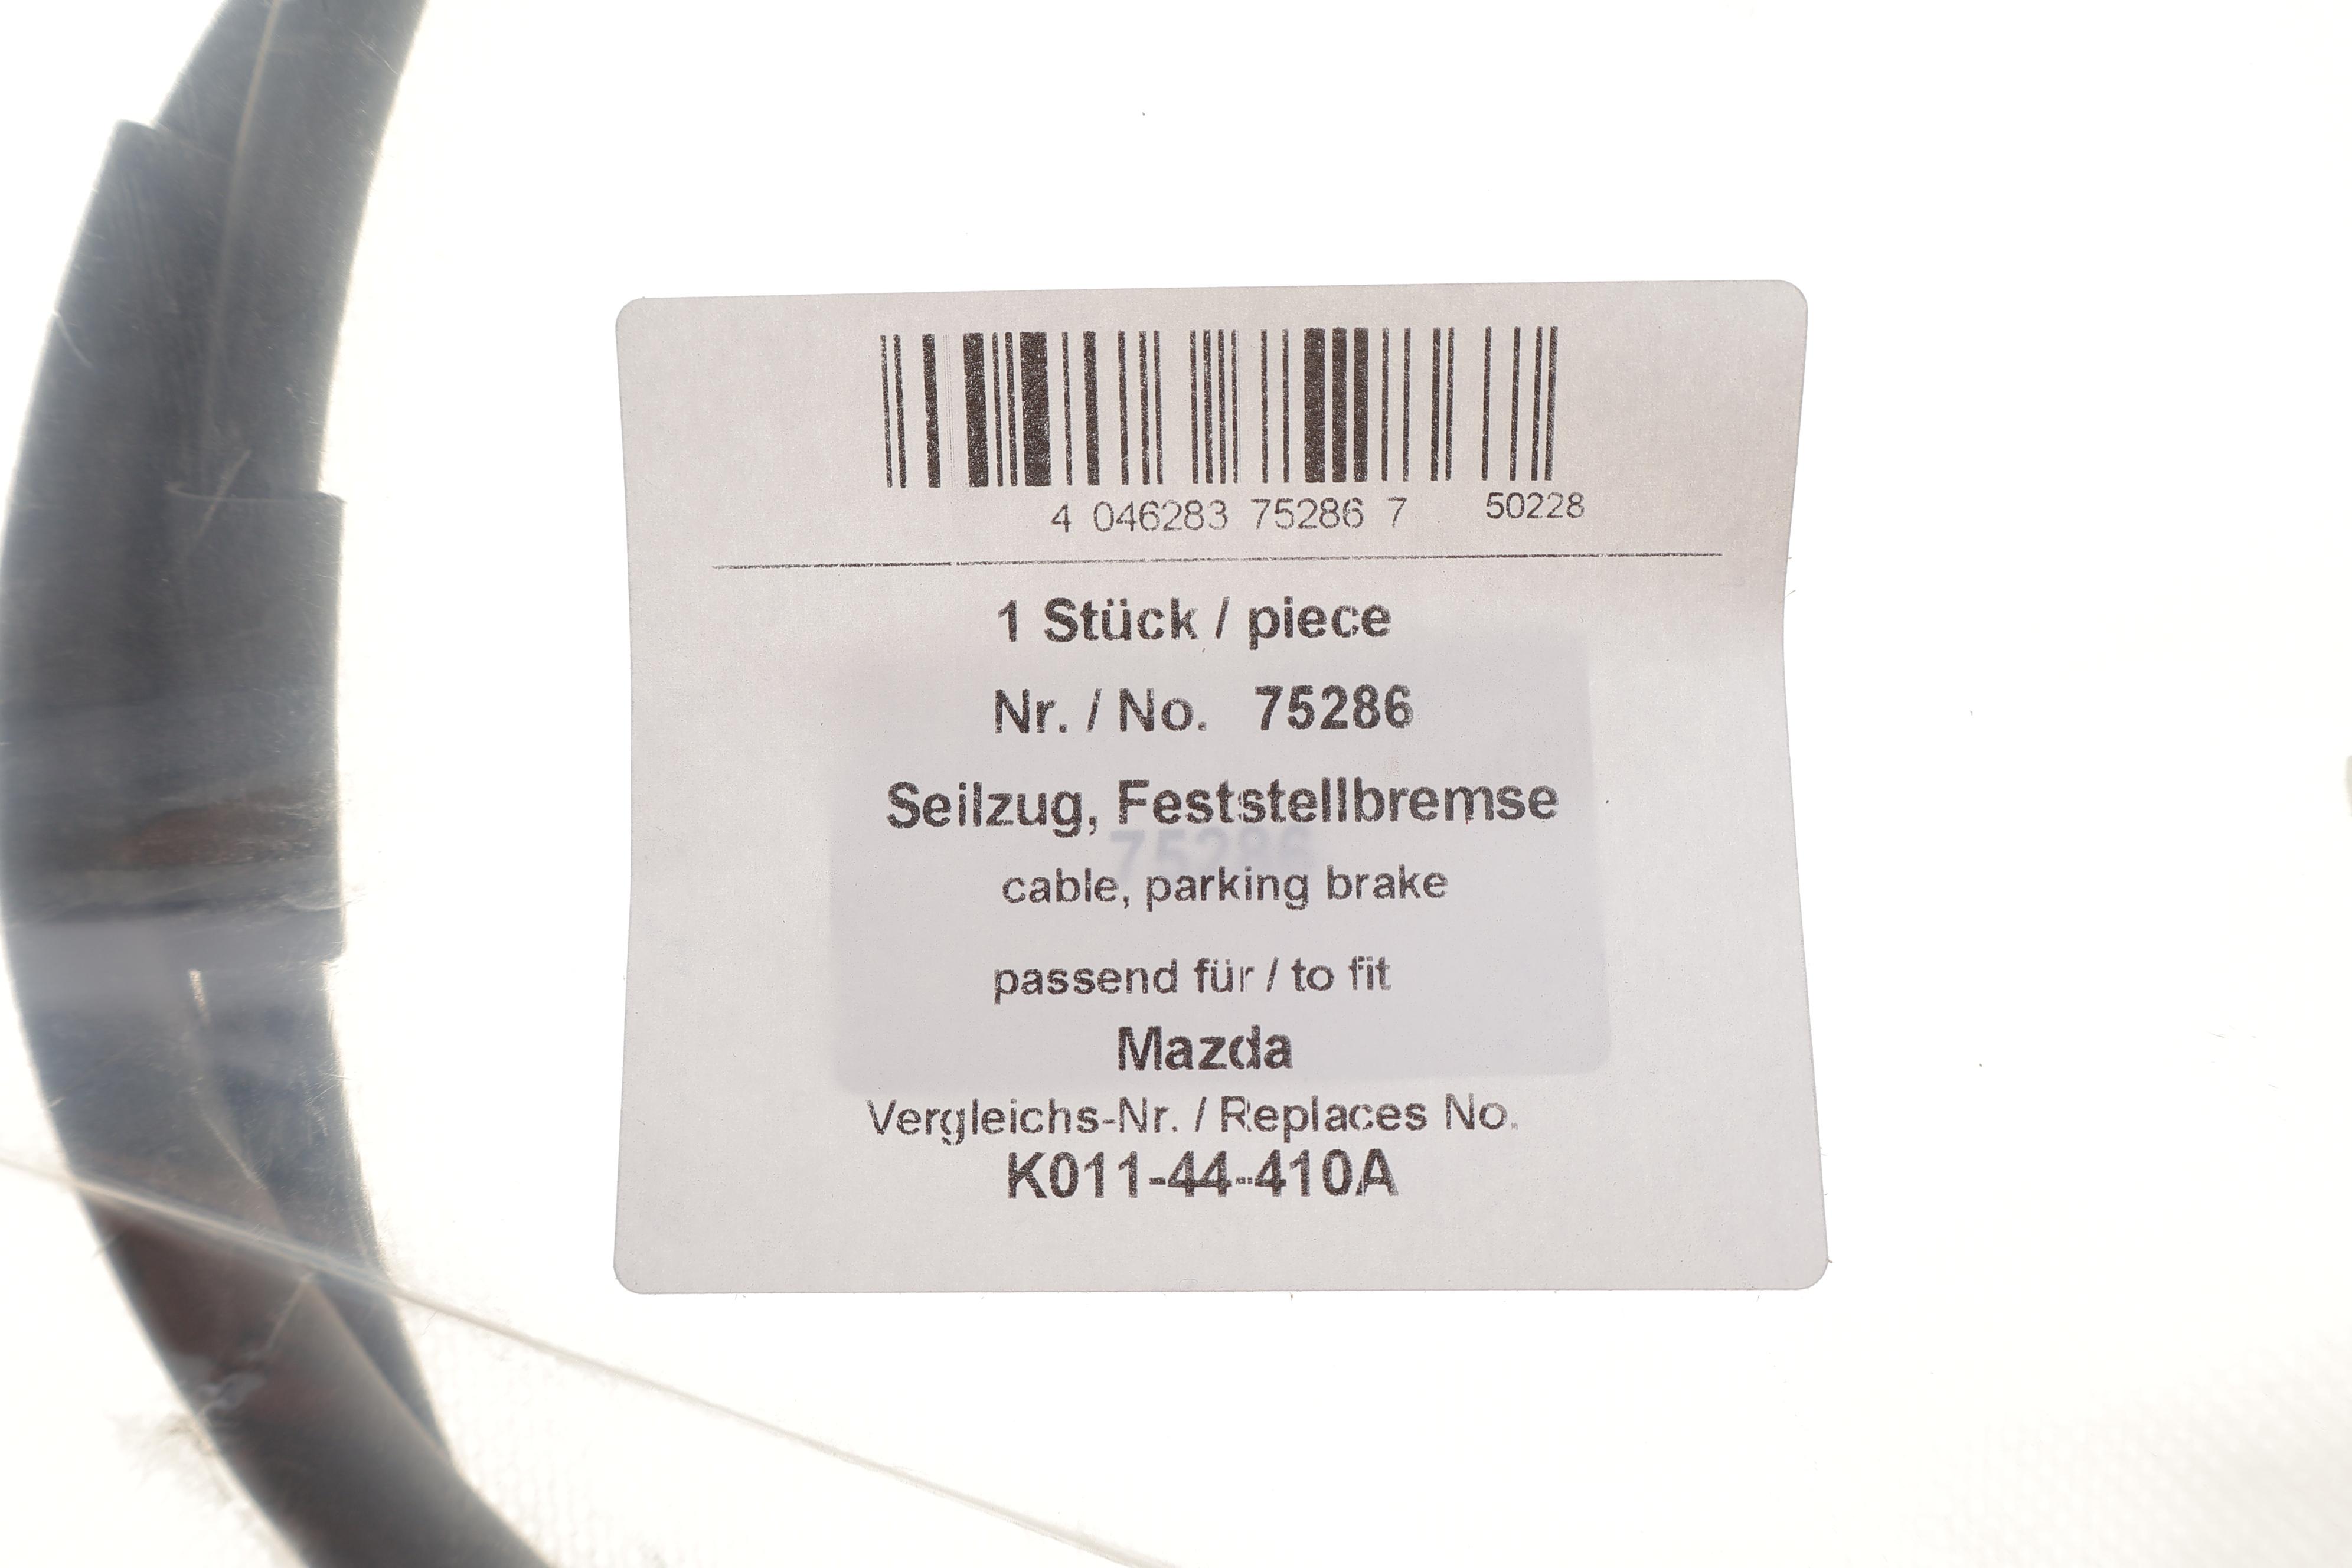 4 046283 75286 7 50228
1 Stück / piece
Nr. / No. 75286
Seilzug, Feststellbremse
75286
cable, parking brake
passend für / to fit
Mazda
Vergleichs-Nr. / Replaces No.
K011-44-410A